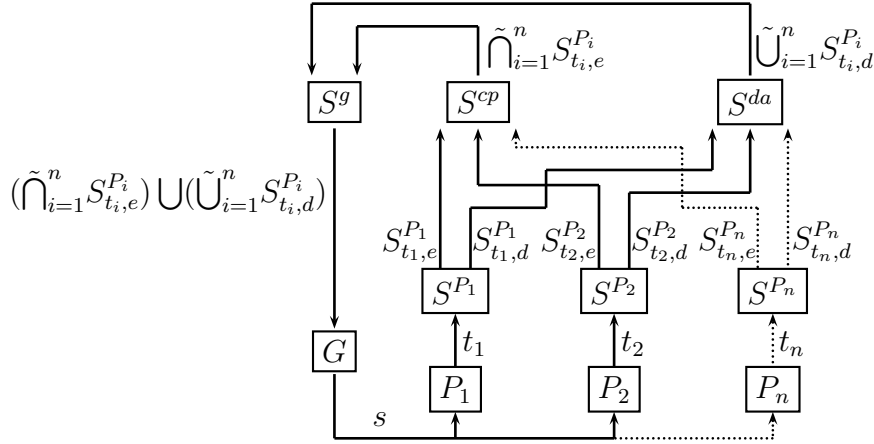 $\tilde{\bigcap}_{i=1}^{n} S_{t_i,e}^{P_i}$ $\tilde{\bigcup}_{i=1}^{n} S_{t_i,d}^{P_i}$
$S^g$ $S^{cp}$ $S^{da}$
$(\tilde{\bigcap}_{i=1}^{n} S_{t_i,e}^{P_i}) \bigcup (\tilde{\bigcup}_{i=1}^{n} S_{t_i,d}^{P_i})$
$S_{t_1,e}^{P_1}$ $S_{t_1,d}^{P_1}$ $S_{t_2,e}^{P_2}$ $S_{t_2,d}^{P_2}$ $S_{t_n,e}^{P_n}$ $S_{t_n,d}^{P_n}$
$S^{P_1}$ $S^{P_2}$ $S^{P_n}$
$G$ $t_1$ $t_2$ $t_n$
$P_1$ $P_2$ $P_n$
$s$